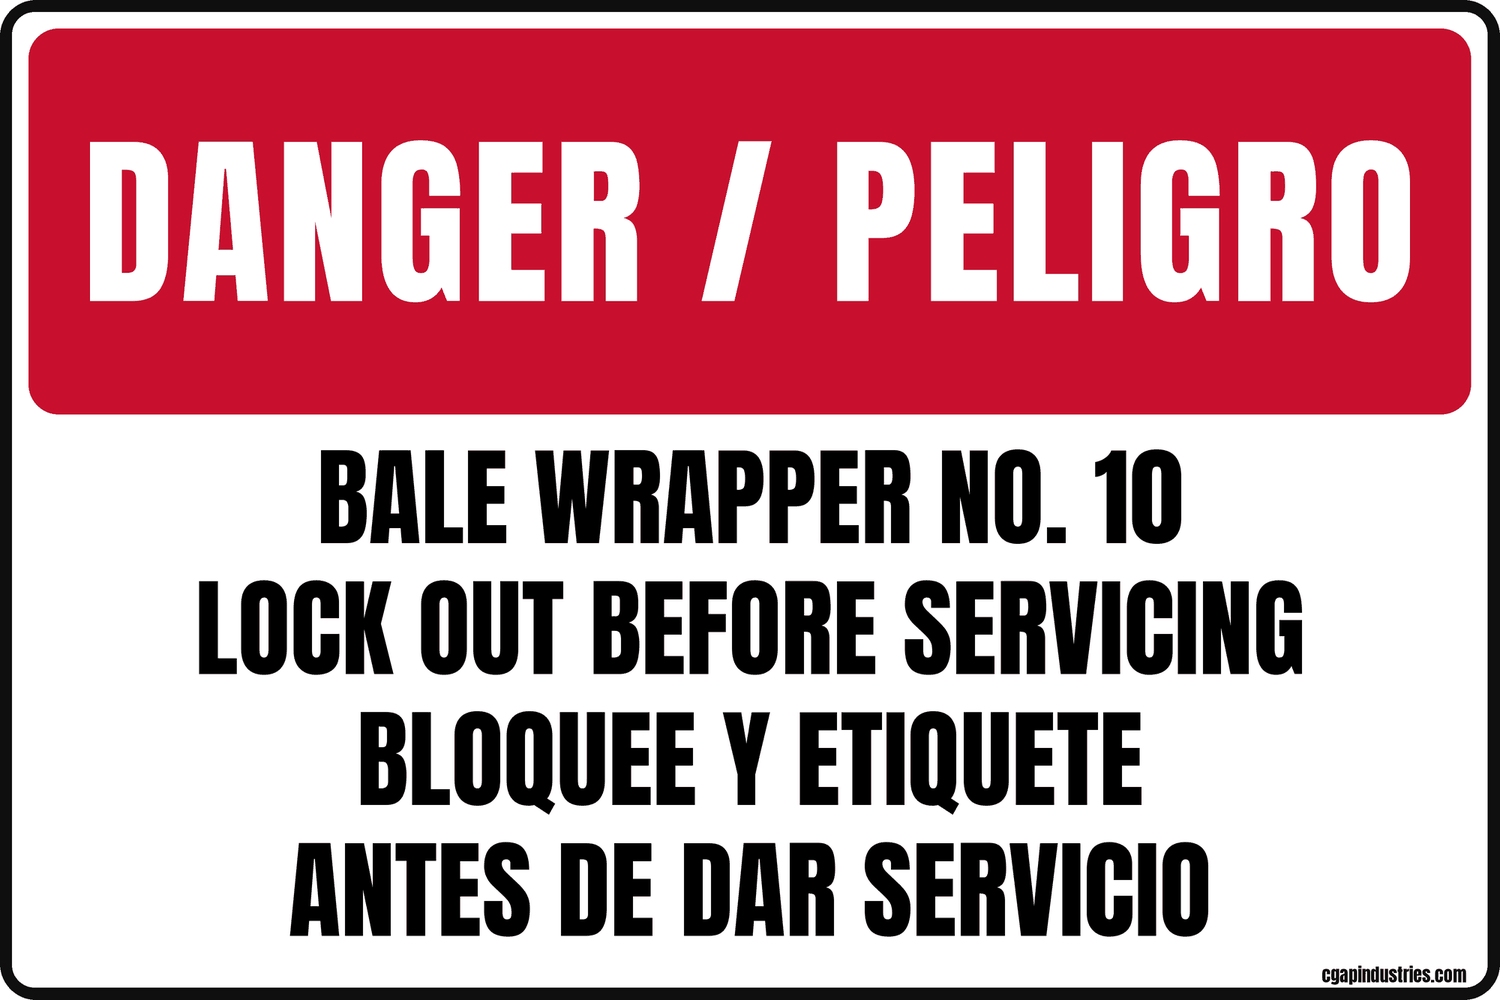 DANGER / PELIGRO
BALE WRAPPER NO. 10
LOCK OUT BEFORE SERVICING
BLOQUEE Y ETIQUETE
ANTES DE DAR SERVICIO
cgapindustries.com